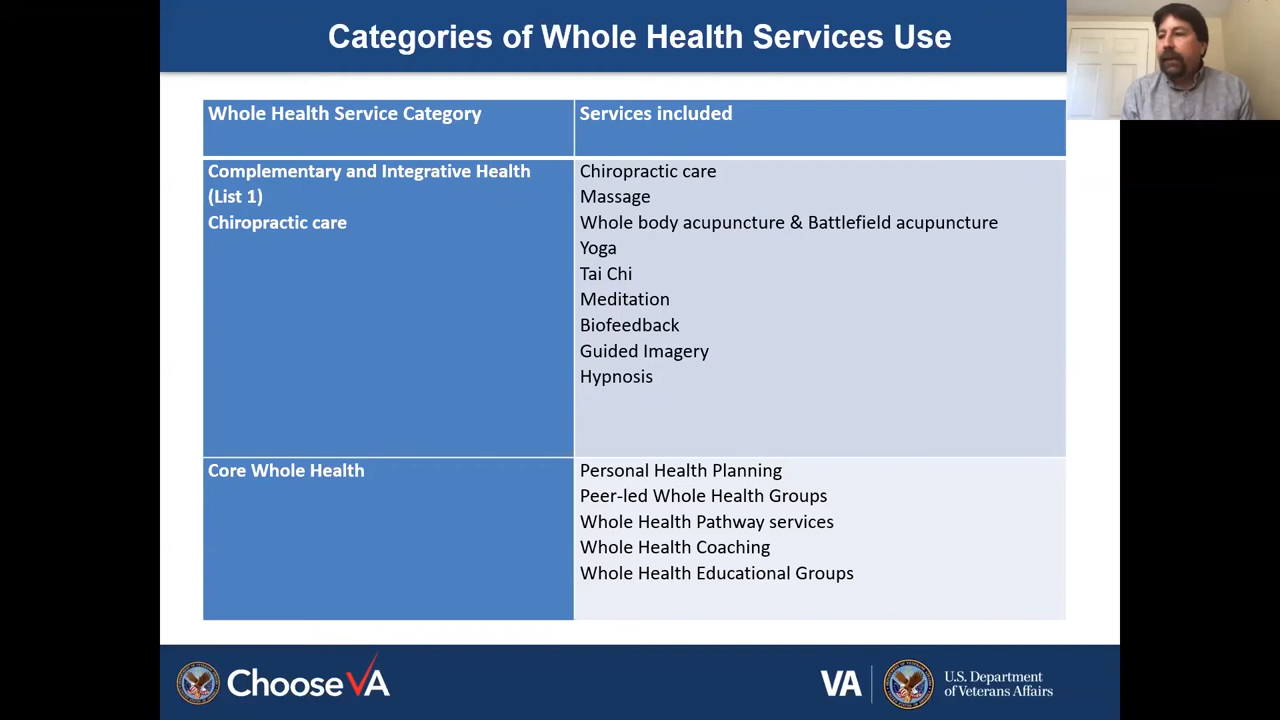 Categories of Whole Health Services Use
Whole Health Service Category
Services included
Complementary and Integrative Health
(List 1)
Chiropractic care
Chiropractic care
Massage
Whole body acupuncture & Battlefield acupuncture
Yoga
Tai Chi
Meditation
Biofeedback
Guided Imagery
Hypnosis
Core Whole Health
Personal Health Planning
Peer-led Whole Health Groups
Whole Health Pathway services
Whole Health Coaching
Whole Health Educational Groups
Choose VA
VA
U.S. Department
of Veterans Affairs